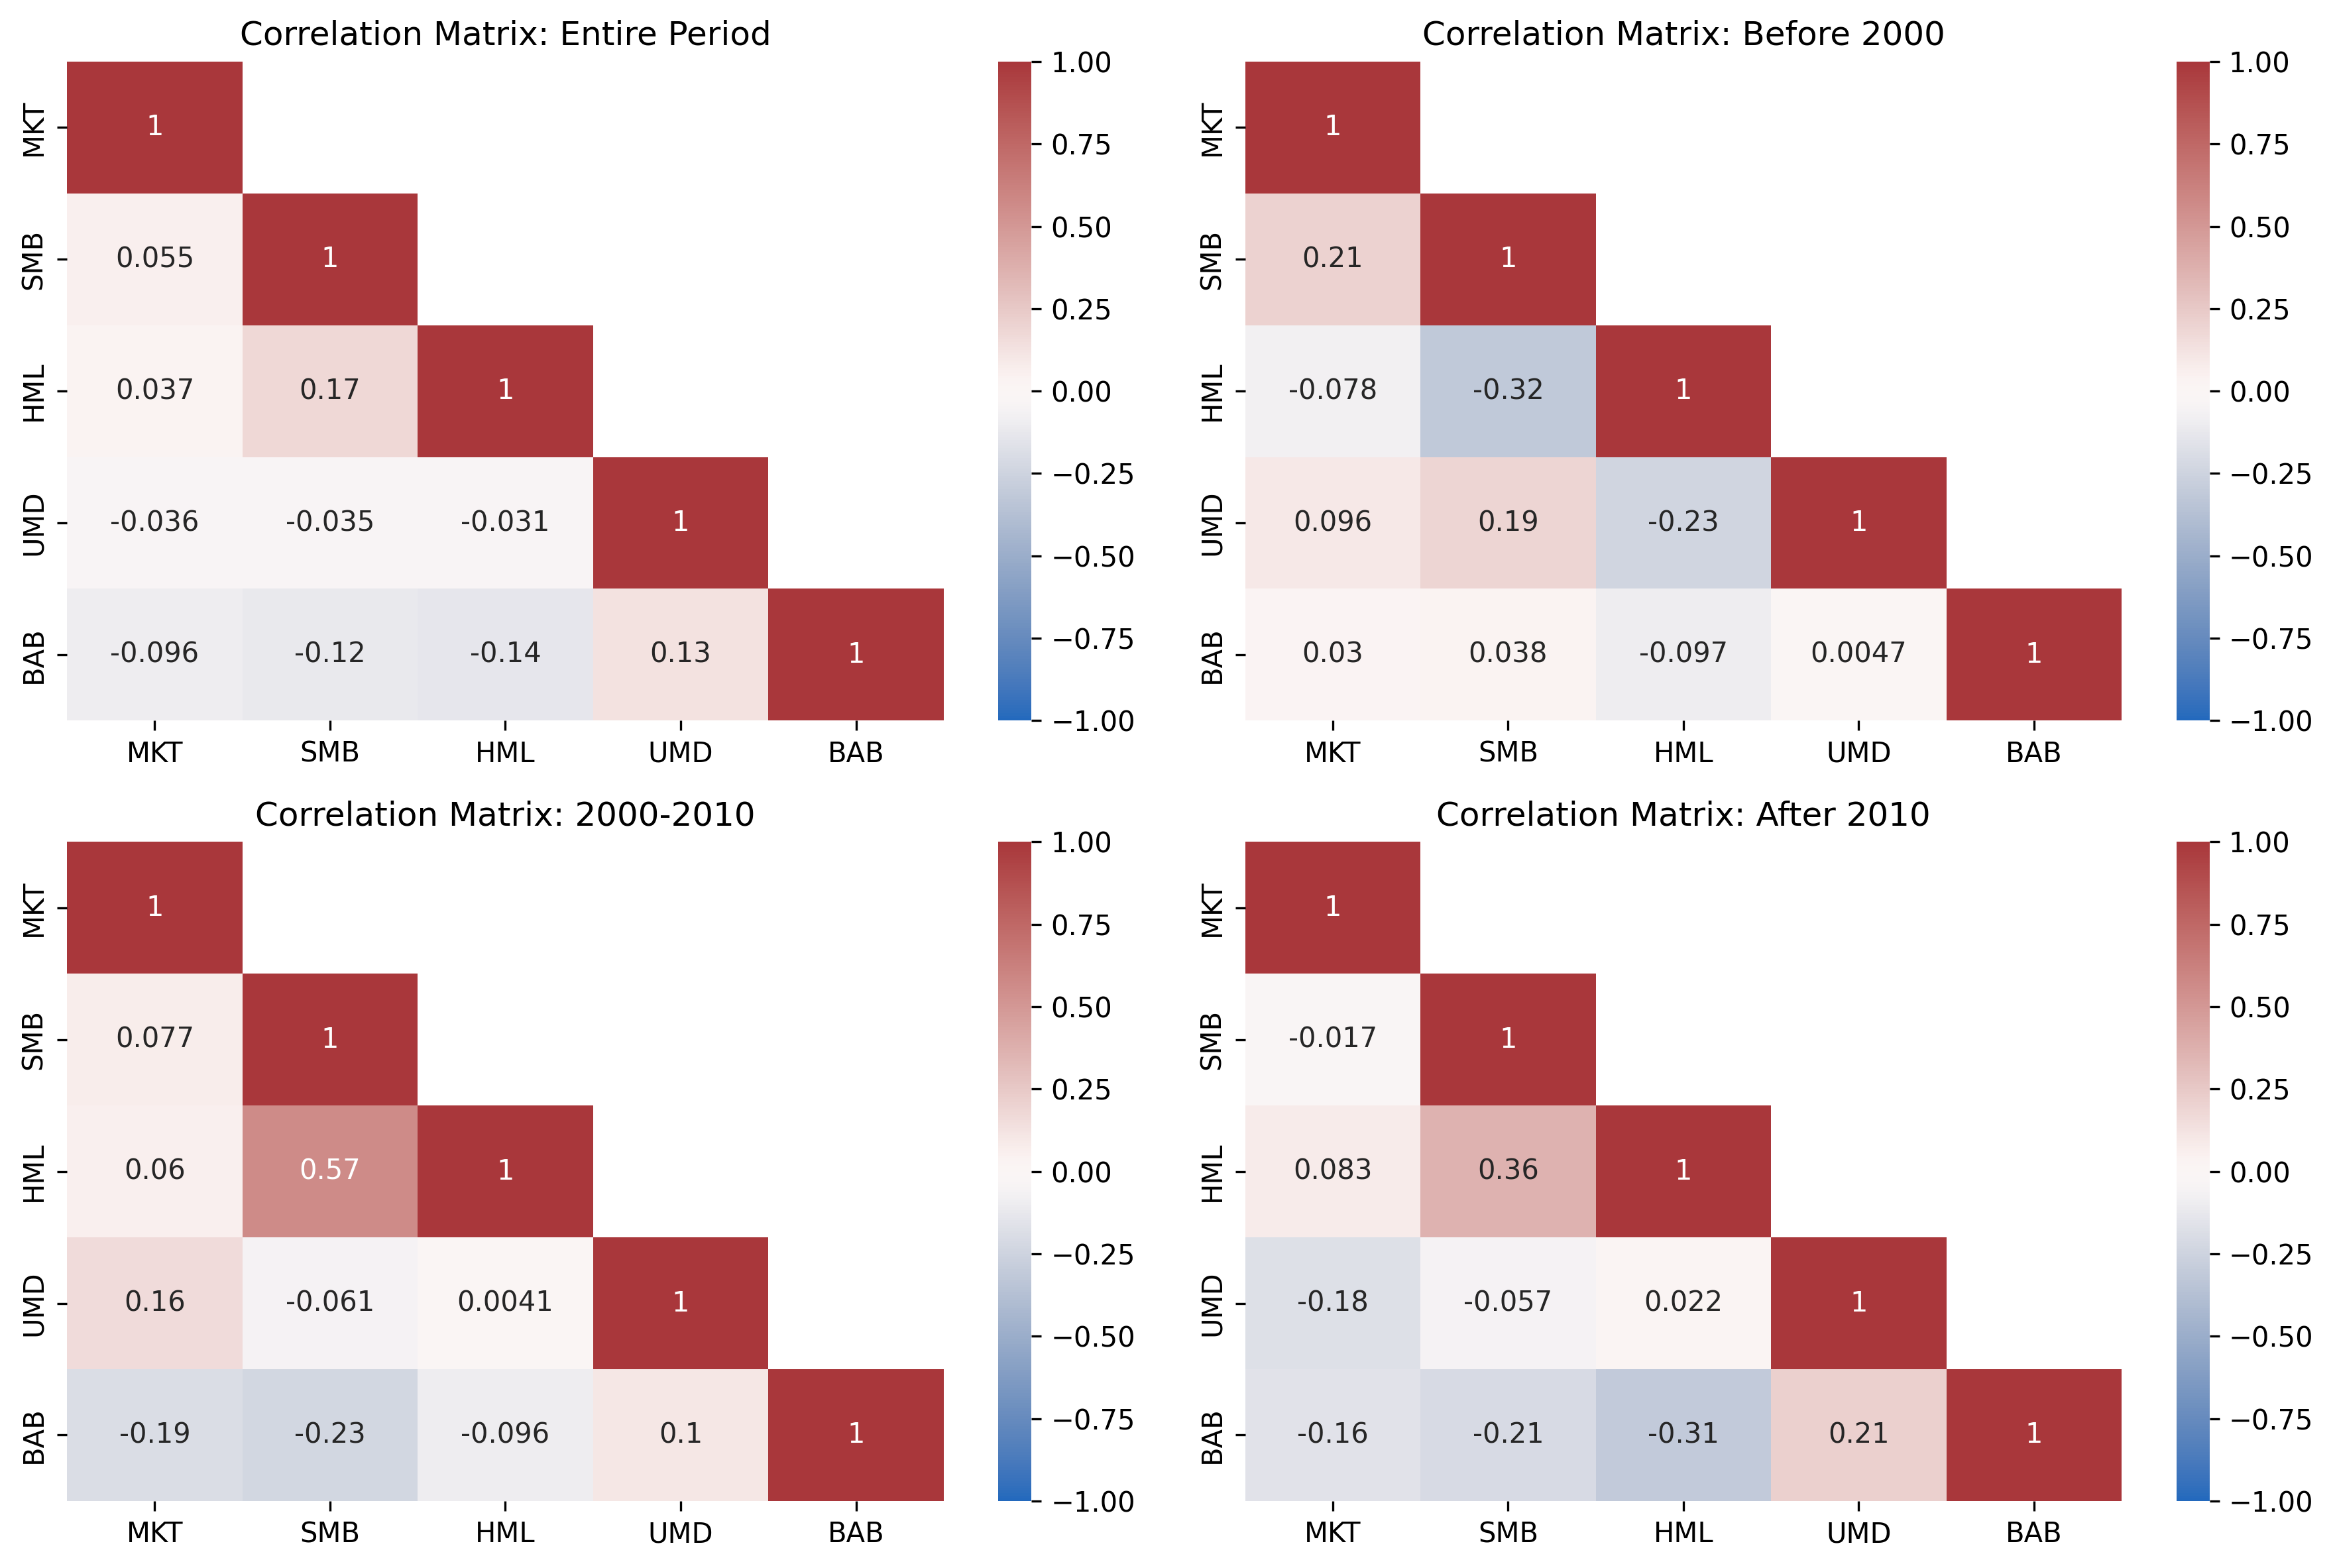 Correlation Matrix: Entire Period
MKT 1
SMB 0.055 1
HML 0.037 0.17 1
UMD -0.036 -0.035 -0.031 1
BAB -0.096 -0.12 -0.14 0.13 1
MKT SMB HML UMD BAB
1.00
0.75
0.50
0.25
0.00
−0.25
−0.50
−0.75
−1.00
Correlation Matrix: Before 2000
MKT 1
SMB 0.21 1
HML -0.078 -0.32 1
UMD 0.096 0.19 -0.23 1
BAB 0.03 0.038 -0.097 0.0047 1
MKT SMB HML UMD BAB
1.00
0.75
0.50
0.25
0.00
−0.25
−0.50
−0.75
−1.00
Correlation Matrix: 2000-2010
MKT 1
SMB 0.077 1
HML 0.06 0.57 1
UMD 0.16 -0.061 0.0041 1
BAB -0.19 -0.23 -0.096 0.1 1
MKT SMB HML UMD BAB
1.00
0.75
0.50
0.25
0.00
−0.25
−0.50
−0.75
−1.00
Correlation Matrix: After 2010
MKT 1
SMB -0.017 1
HML 0.083 0.36 1
UMD -0.18 -0.057 0.022 1
BAB -0.16 -0.21 -0.31 0.21 1
MKT SMB HML UMD BAB
1.00
0.75
0.50
0.25
0.00
−0.25
−0.50
−0.75
−1.00